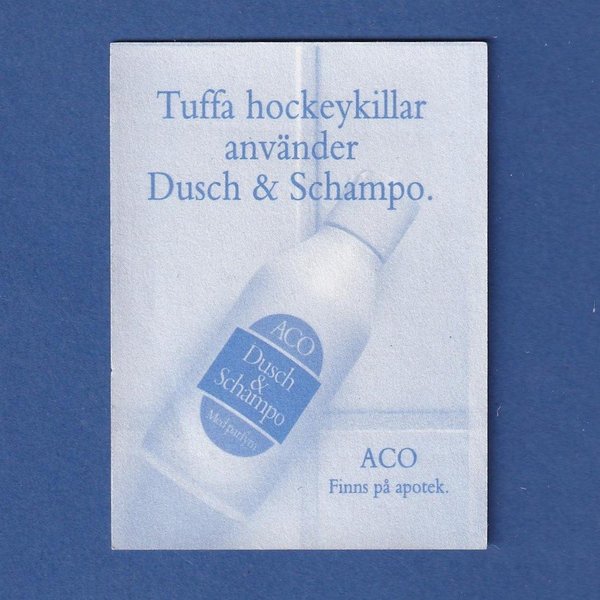 Tuffa hockeykillar
använder
Dusch & Schampo.
ACO
Dusch
&
Schampo
Med parfym
ACO
Finns på apotek.